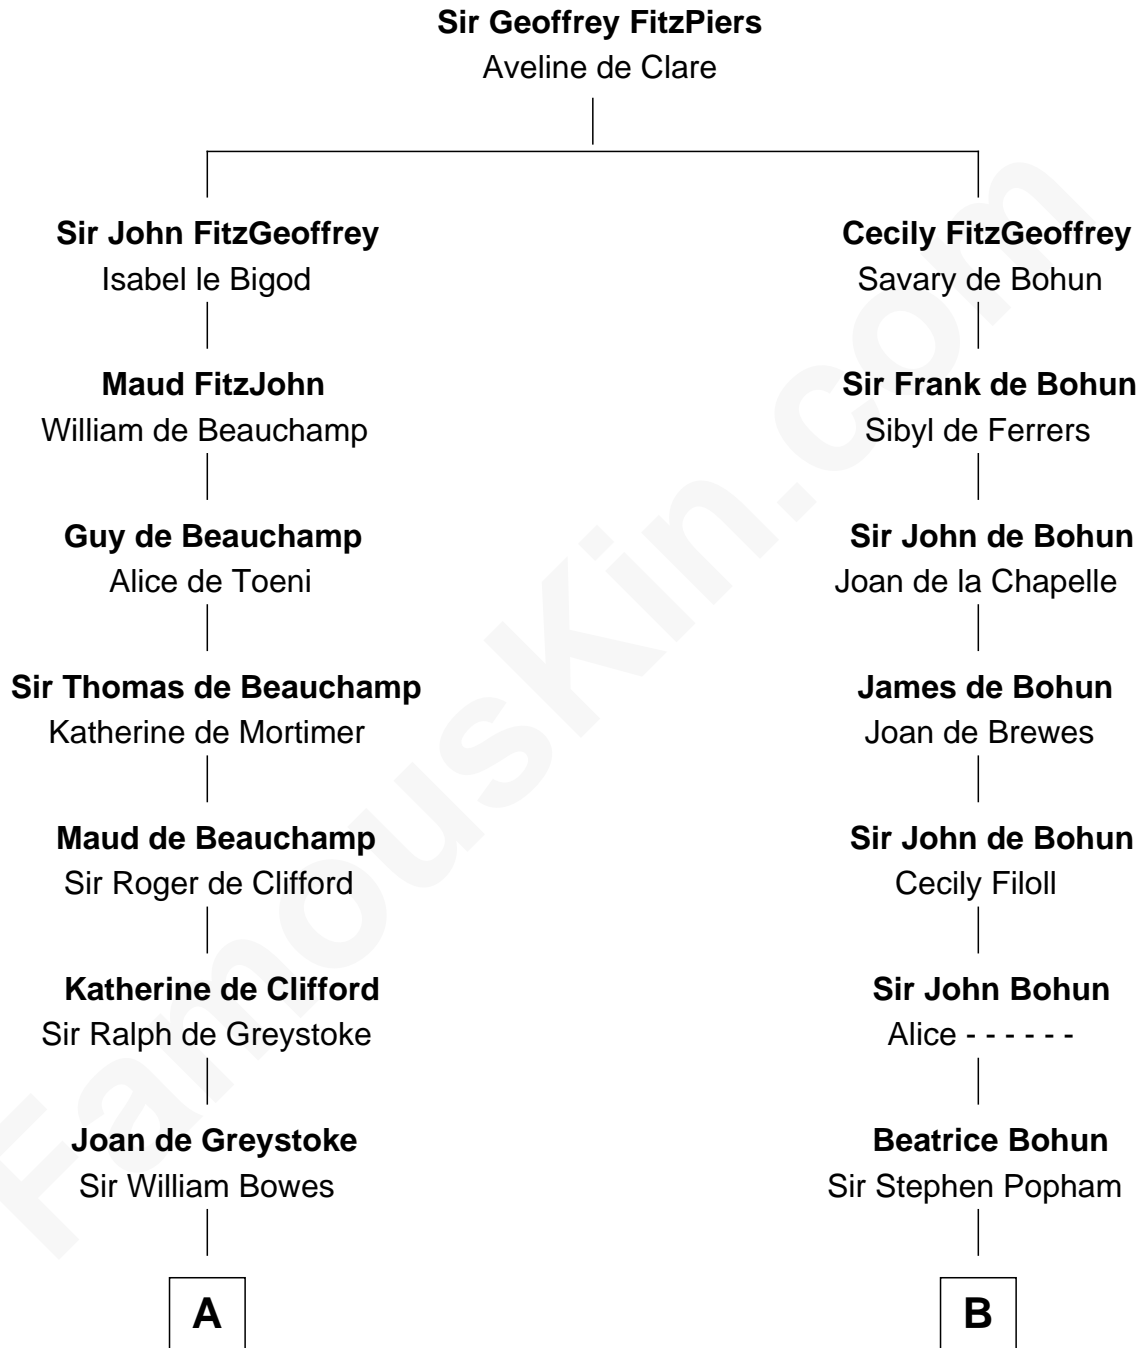 Sir Geoffrey FitzPiers
Aveline de Clare
Sir John FitzGeoffrey
Isabel le Bigod
Maud FitzJohn
William de Beauchamp
Guy de Beauchamp
Alice de Toeni
Sir Thomas de Beauchamp
Katherine de Mortimer
Maud de Beauchamp
Sir Roger de Clifford
Katherine de Clifford
Sir Ralph de Greystoke
Joan de Greystoke
Sir William Bowes
A
Cecily FitzGeoffrey
Savary de Bohun
Sir Frank de Bohun
Sibyl de Ferrers
Sir John de Bohun
Joan de la Chapelle
James de Bohun
Joan de Brewes
Sir John de Bohun
Cecily Filoll
Sir John Bohun
Alice - - - - - -
Beatrice Bohun
Sir Stephen Popham
B
FamousKin.com